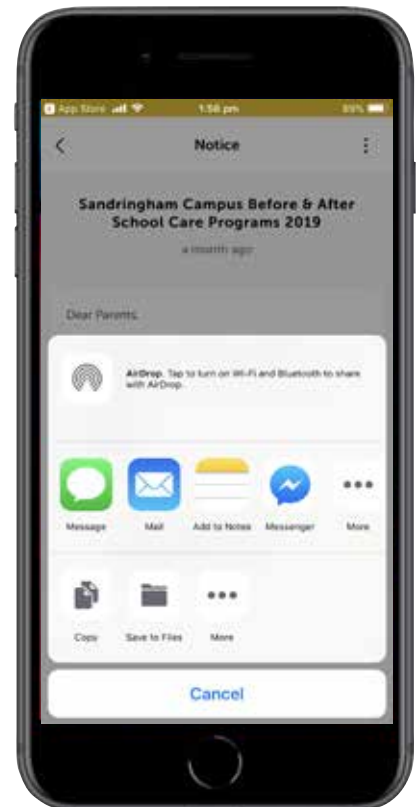 App Store 1:56 pm 89%
Notice
Sandringham Campus Before & After
School Care Programs 2019
a month ago
Dear Parents,
AirDrop. Tap to turn on Wi-Fi and Bluetooth to share
with AirDrop.
Message Mail Add to Notes Messenger More
Copy Save to Files More
Cancel